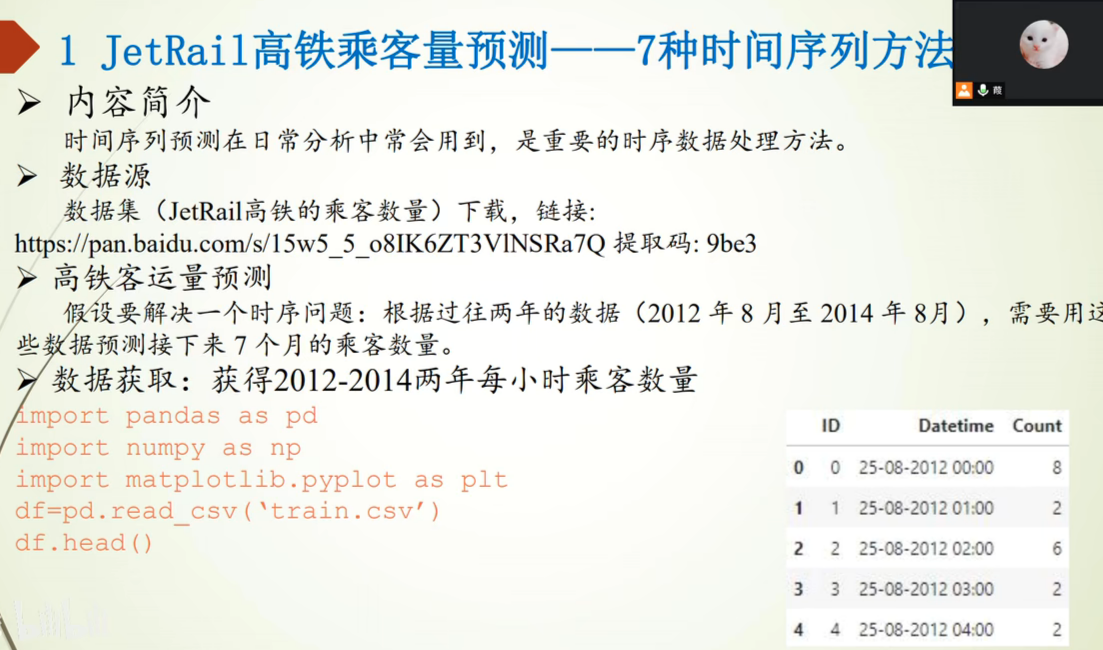 1 JetRail高铁乘客量预测——7种时间序列方法
葭
➢ 内容简介
时间序列预测在日常分析中常会用到，是重要的时序数据处理方法。
➢ 数据源
数据集（JetRail高铁的乘客数量）下载，链接:
https://pan.baidu.com/s/15w5_5_o8IK6ZT3VlNSRa7Q 提取码: 9be3
➢ 高铁客运量预测
假设要解决一个时序问题：根据过往两年的数据（2012 年 8 月至 2014 年 8月），需要用这
些数据预测接下来 7 个月的乘客数量。
➢ 数据获取：获得2012-2014两年每小时乘客数量
import pandas as pd
import numpy as np
import matplotlib.pyplot as plt
df=pd.read_csv(‘train.csv’)
df.head()
ID Datetime Count
0 0 25-08-2012 00:00 8
1 1 25-08-2012 01:00 2
2 2 25-08-2012 02:00 6
3 3 25-08-2012 03:00 2
4 4 25-08-2012 04:00 2